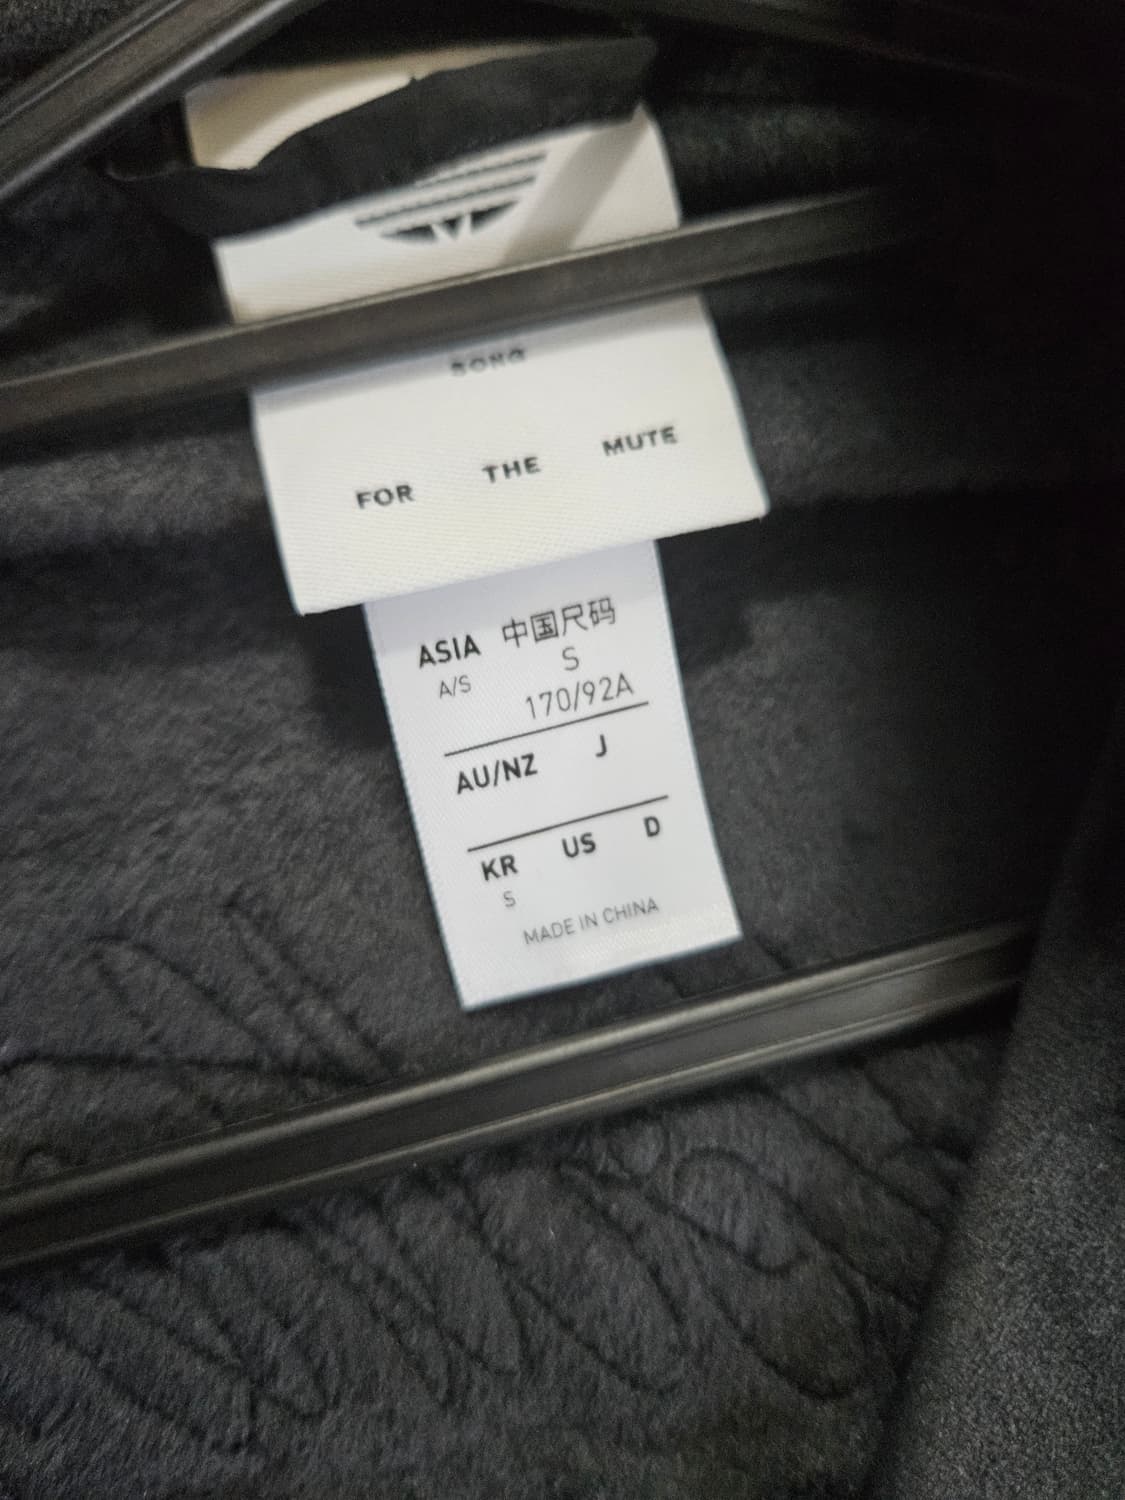 SONG
FOR THE MUTE
ASIA 中国尺码
A/S S
170/92A
AU/NZ J
KR US D
S
MADE IN CHINA